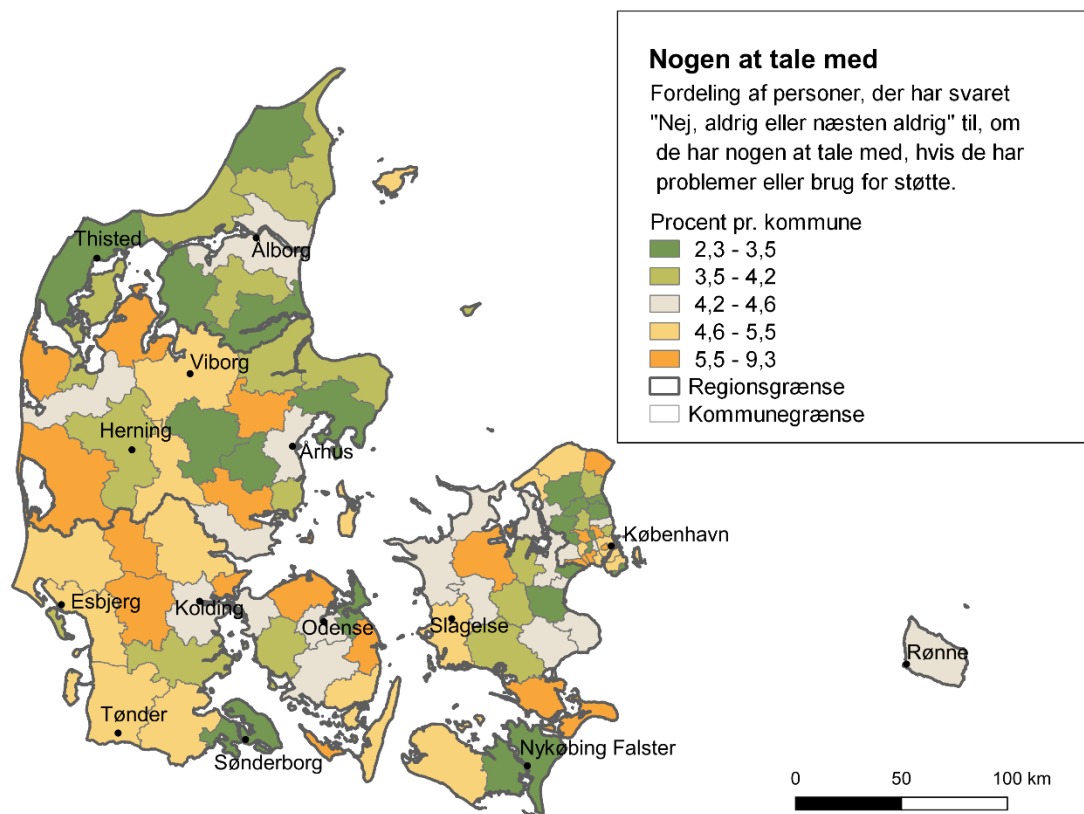 Nogen at tale med
Fordeling af personer, der har svaret
"Nej, aldrig eller næsten aldrig" til, om
de har nogen at tale med, hvis de har
problemer eller brug for støtte.
Procent pr. kommune
2,3 - 3,5
3,5 - 4,2
4,2 - 4,6
4,6 - 5,5
5,5 - 9,3
Regionsgrænse
Kommunegrænse
Thisted
Ålborg
Viborg
Herning
Århus
København
Esbjerg
Kolding
Odense
Slagelse
Rønne
Tønder
Sønderborg
Nykøbing Falster
0 50 100 km